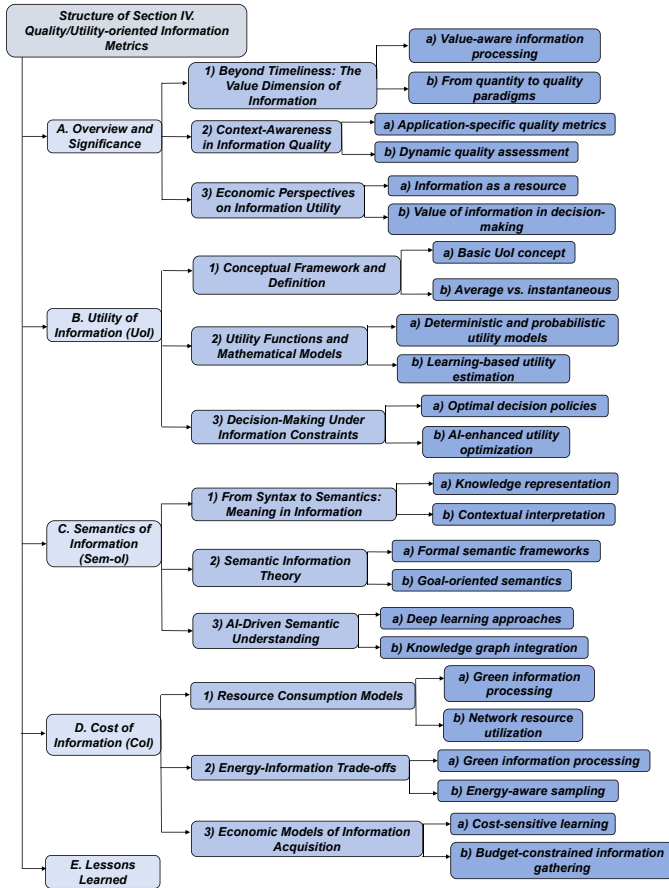 Structure of Section IV.
Quality/Utility-oriented Information
Metrics
A. Overview and
Significance
1) Beyond Timeliness: The
Value Dimension of
Information
a) Value-aware information
processing
b) From quantity to quality
paradigms
2) Context-Awareness
in Information Quality
a) Application-specific quality metrics
b) Dynamic quality assessment
3) Economic Perspectives
on Information Utility
a) Information as a resource
b) Value of information in decision-
making
B. Utility of
Information (UoI)
1) Conceptual Framework and
Definition
a) Basic UoI concept
b) Average vs. instantaneous
2) Utility Functions and
Mathematical Models
a) Deterministic and probabilistic
utility models
b) Learning-based utility
estimation
3) Decision-Making Under
Information Constraints
a) Optimal decision policies
b) AI-enhanced utility
optimization
C. Semantics of
Information
(Sem-oI)
1) From Syntax to Semantics:
Meaning in Information
a) Knowledge representation
b) Contextual interpretation
2) Semantic Information
Theory
a) Formal semantic frameworks
b) Goal-oriented semantics
3) AI-Driven Semantic
Understanding
a) Deep learning approaches
b) Knowledge graph integration
D. Cost of
Information (CoI)
1) Resource Consumption Models
a) Green information
processing
b) Network resource
utilization
2) Energy-Information Trade-offs
a) Green information processing
b) Energy-aware sampling
3) Economic Models of Information
Acquisition
a) Cost-sensitive learning
b) Budget-constrained information
gathering
E. Lessons
Learned